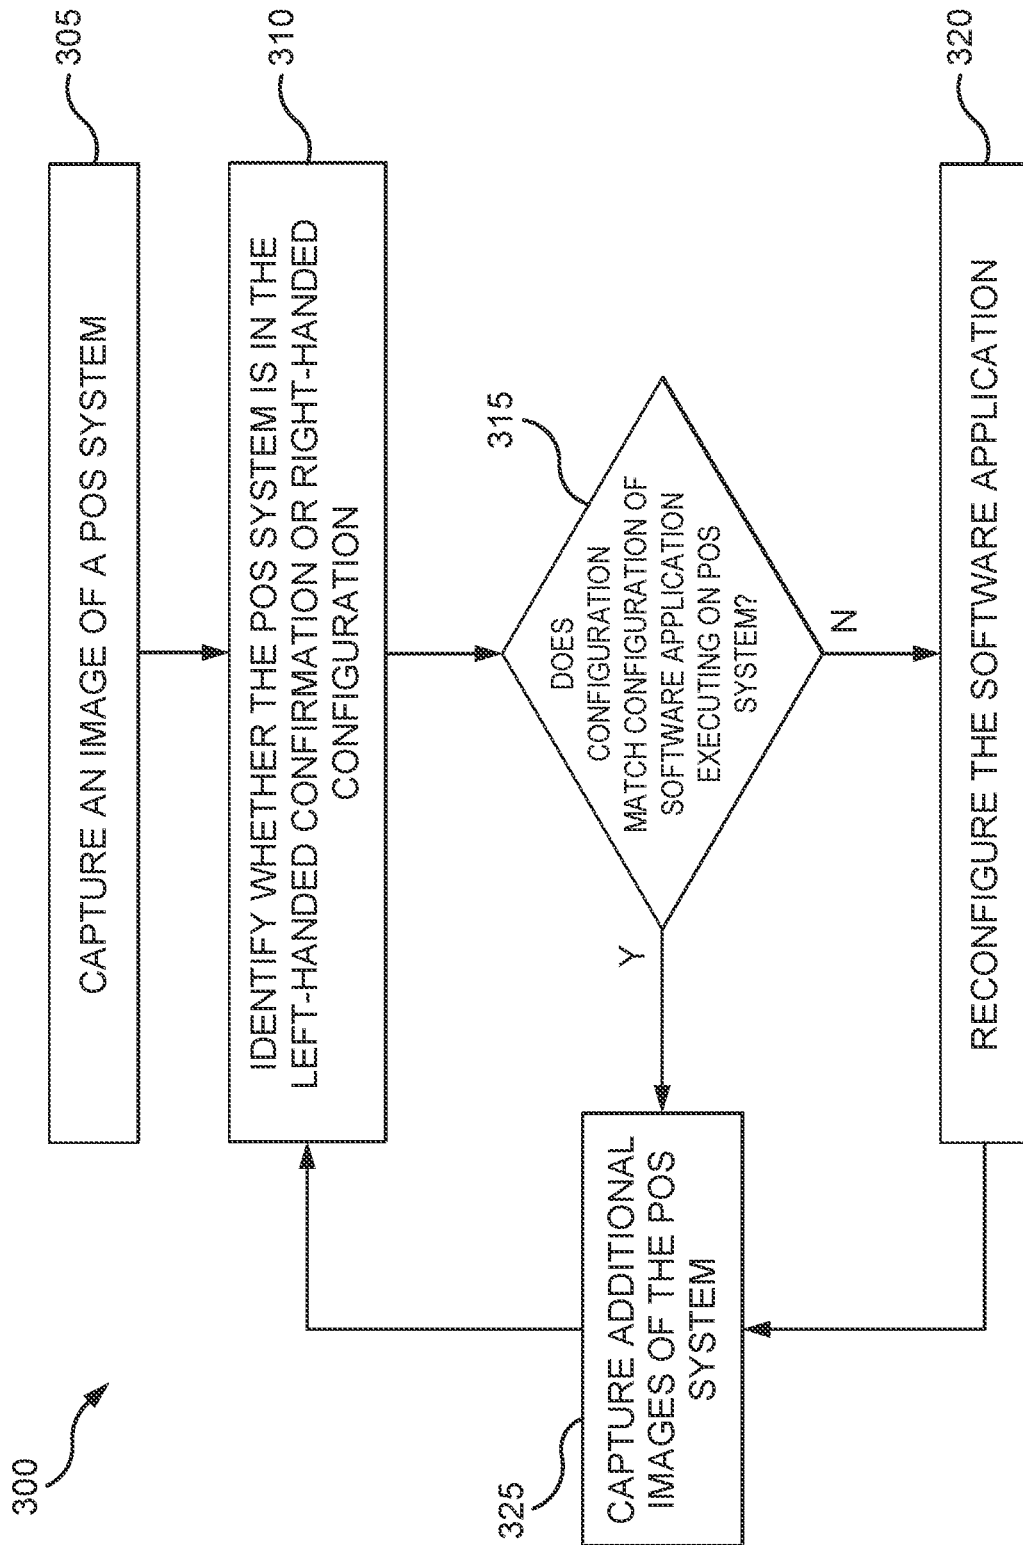 300
305
CAPTURE AN IMAGE OF A POS SYSTEM
310
IDENTIFY WHETHER THE POS SYSTEM IS IN THE
LEFT-HANDED CONFIRMATION OR RIGHT-HANDED
CONFIGURATION
315
DOES
CONFIGURATION
MATCH CONFIGURATION OF
SOFTWARE APPLICATION
EXECUTING ON POS
SYSTEM?
Y
N
325
CAPTURE ADDITIONAL
IMAGES OF THE POS
SYSTEM
320
RECONFIGURE THE SOFTWARE APPLICATION